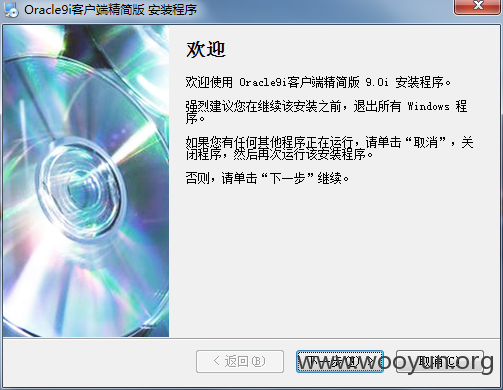 Oracle9i客户端精简版 安装程序
欢迎
欢迎使用 Oracle9i客户端精简版 9.0i 安装程序。
强烈建议您在继续该安装之前，退出所有 Windows 程
序。
如果您有任何其他程序正在运行，请单击“取消”，关
闭程序，然后再次运行该安装程序。
否则，请单击“下一步”继续。
< 返回(B)
下一步(N) >
取消(C)
www.wooyun.org